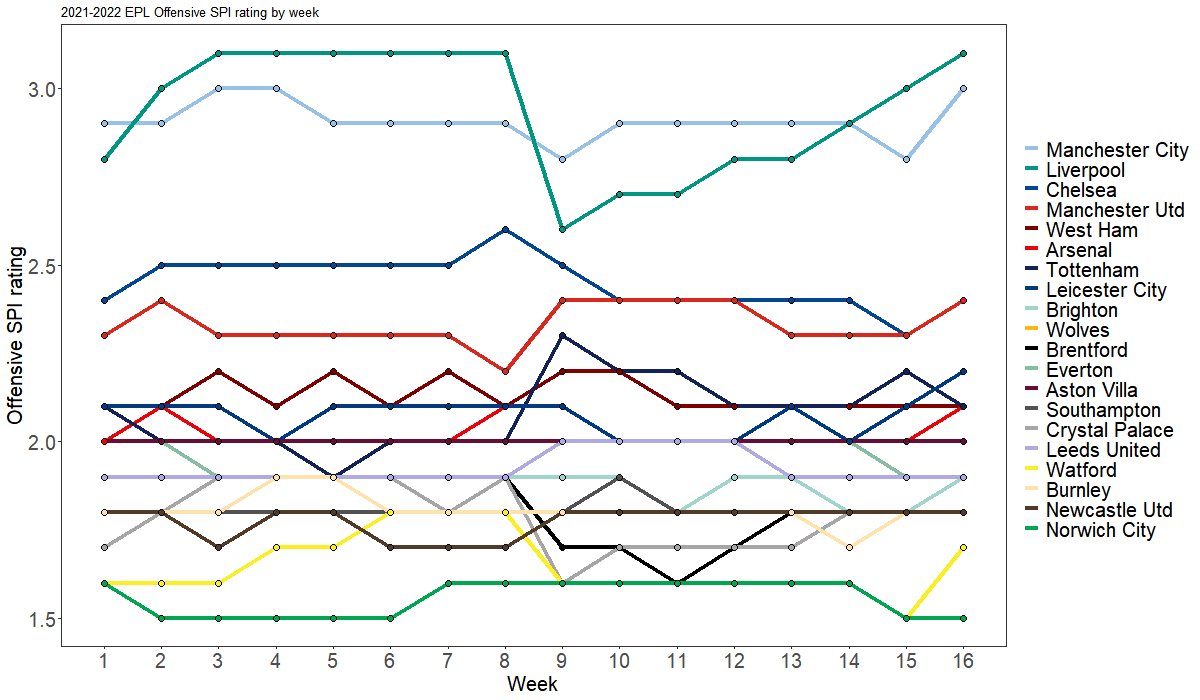 2021-2022 EPL Offensive SPI rating by week
3.0
2.5
2.0
1.5
Offensive SPI rating
1 2 3 4 5 6 7 8 9 10 11 12 13 14 15 16
Week
Manchester City
Liverpool
Chelsea
Manchester Utd
West Ham
Arsenal
Tottenham
Leicester City
Brighton
Wolves
Brentford
Everton
Aston Villa
Southampton
Crystal Palace
Leeds United
Watford
Burnley
Newcastle Utd
Norwich City